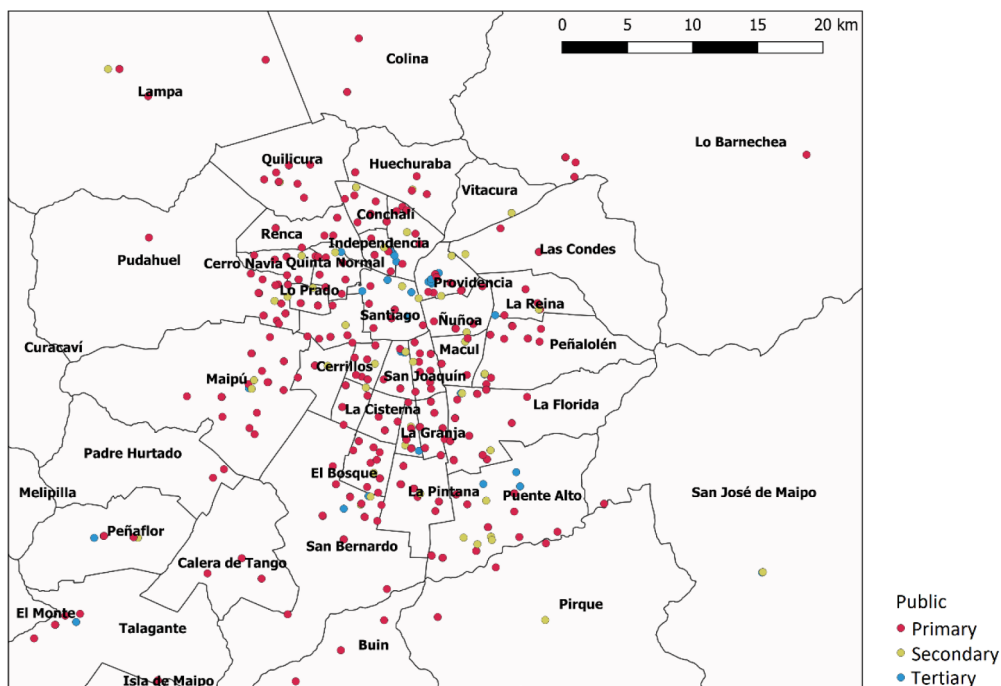 0 5 10 15 20 km
Colina
Lampa
Lo Barnechea
Quilicura
Huechuraba
Vitacura
Conchalí
Renca
Independencia
Las Condes
Pudahuel
Cerro Navia
Quinta Normal
Providencia
Lo Prado
La Reina
Santiago
Ñuñoa
Peñalolén
Curacaví
Macul
Cerrillos
San Joaquín
Maipú
La Cisterna
La Florida
La Granja
Padre Hurtado
El Bosque
Melipilla
La Pintana
Puente Alto
San José de Maipo
Peñaflor
San Bernardo
Calera de Tango
Pirque
El Monte
Talagante
Buin
Isla de Maipo
Public
Primary
Secondary
Tertiary